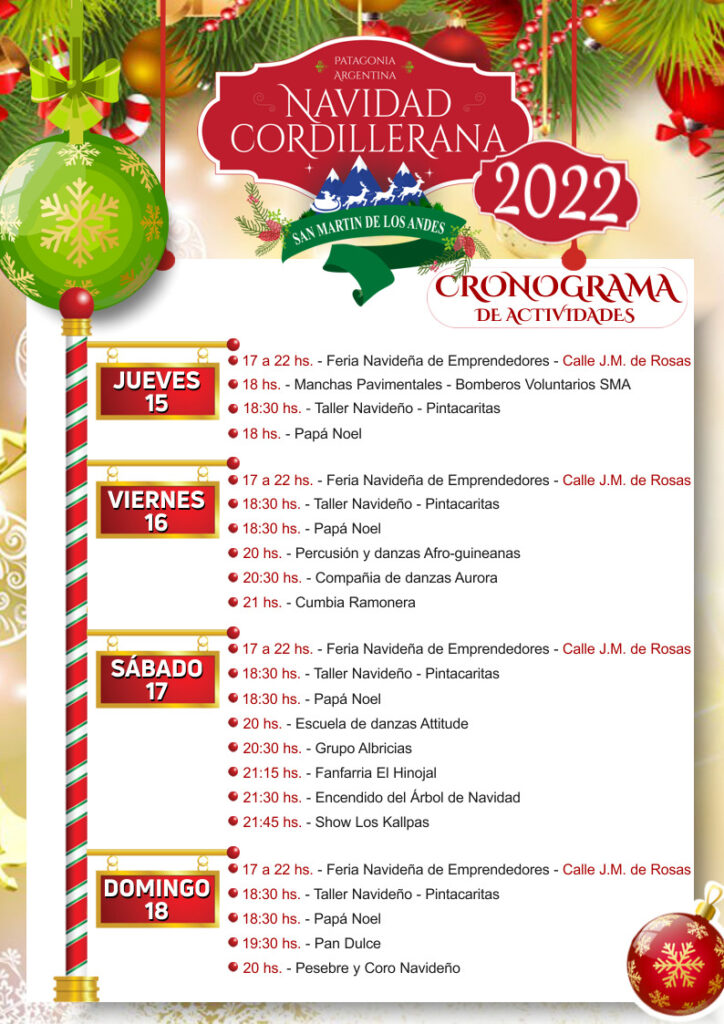 PATAGONIA
ARGENTINA
NAVIDAD
CORDILLERANA
2022
SAN MARTIN DE LOS ANDES
CRONOGRAMA
DE ACTIVIDADES
JUEVES
15
17 a 22 hs. - Feria Navideña de Emprendedores - Calle J.M. de Rosas
18 hs. - Manchas Pavimentales - Bomberos Voluntarios SMA
18:30 hs. - Taller Navideño - Pintacaritas
18 hs. - Papá Noel
VIERNES
16
17 a 22 hs. - Feria Navideña de Emprendedores - Calle J.M. de Rosas
18:30 hs. - Taller Navideño - Pintacaritas
18:30 hs. - Papá Noel
20 hs. - Percusión y danzas Afro-guineanas
20:30 hs. - Compañia de danzas Aurora
21 hs. - Cumbia Ramonera
SÁBADO
17
17 a 22 hs. - Feria Navideña de Emprendedores - Calle J.M. de Rosas
18:30 hs. - Taller Navideño - Pintacaritas
18:30 hs. - Papá Noel
20 hs. - Escuela de danzas Attitude
20:30 hs. - Grupo Albricias
21:15 hs. - Fanfarria El Hinojal
21:30 hs. - Encendido del Árbol de Navidad
21:45 hs. - Show Los Kallpas
DOMINGO
18
17 a 22 hs. - Feria Navideña de Emprendedores - Calle J.M. de Rosas
18:30 hs. - Taller Navideño - Pintacaritas
18:30 hs. - Papá Noel
19:30 hs. - Pan Dulce
20 hs. - Pesebre y Coro Navideño